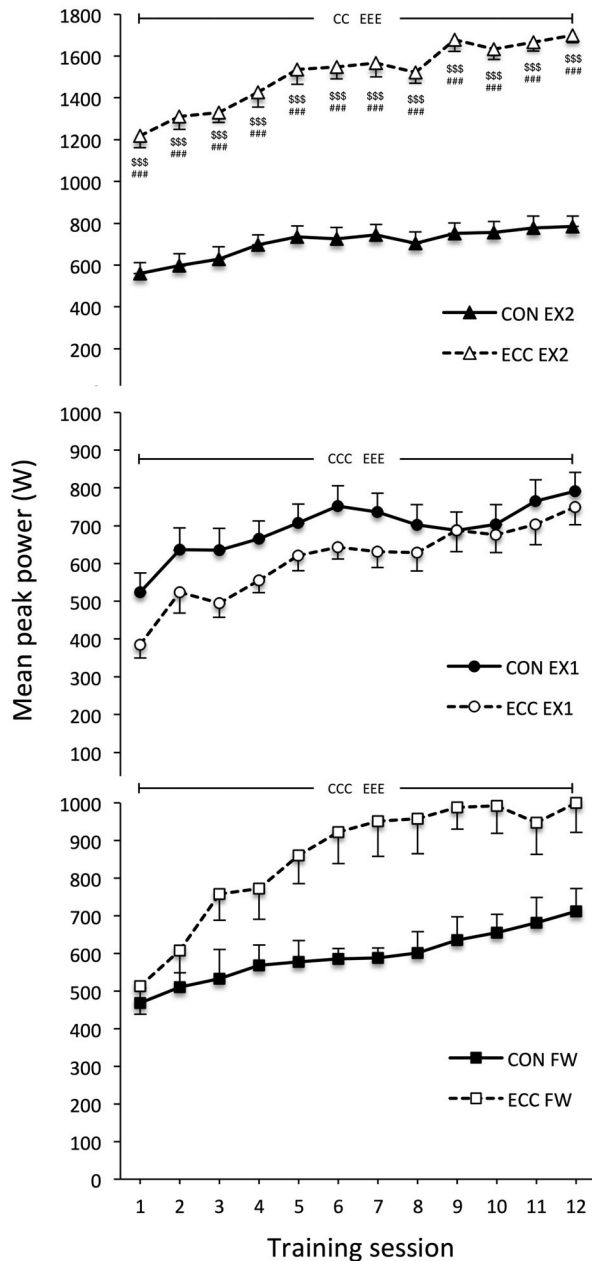 CC EEE
1800
1600
1400
1200
1000
800
600
400
200
$$$ $$$ $$$ $$$ $$$ $$$ $$$ $$$ $$$ $$$ $$$ $$$
### ### ### ### ### ### ### ### ### ### ### ###
CON EX2
ECC EX2
Mean peak power (W)
CCC EEE
1000
900
800
700
600
500
400
300
200
100
CON EX1
ECC EX1
CCC EEE
1000
900
800
700
600
500
400
300
200
100
0
CON FW
ECC FW
1 2 3 4 5 6 7 8 9 10 11 12
Training session